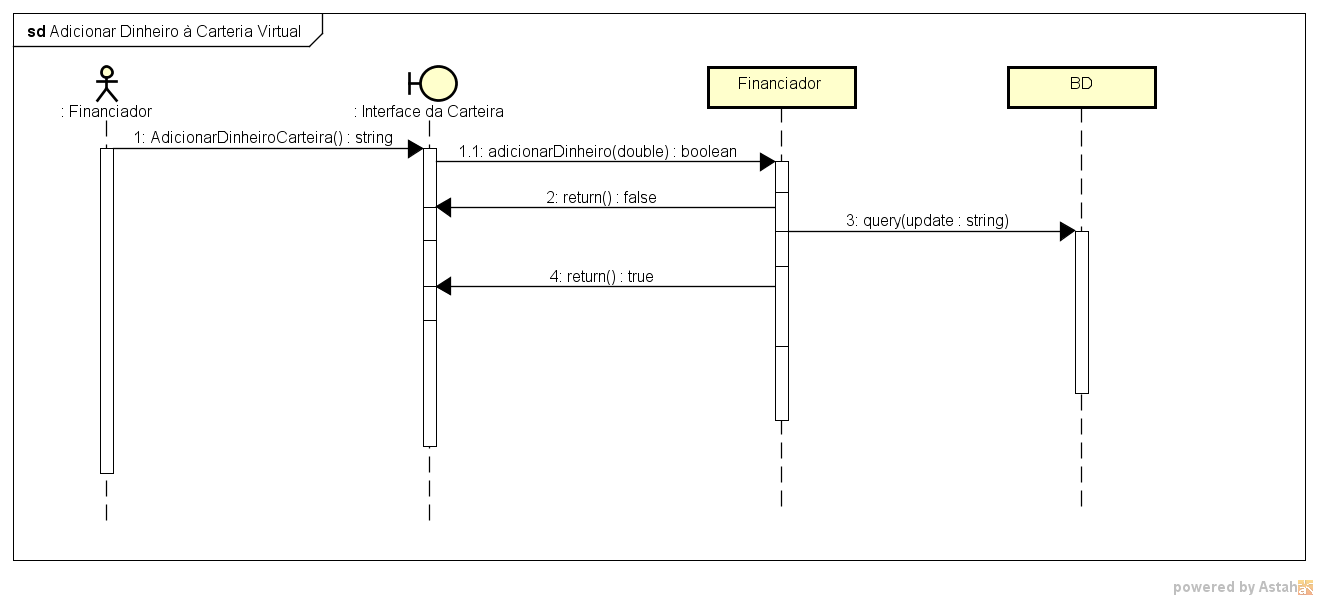 sd Adicionar Dinheiro à Carteria Virtual
: Financiador
: Interface da Carteira
Financiador
BD
1: AdicionarDinheiroCarteira() : string
1.1: adicionarDinheiro(double) : boolean
2: return() : false
3: query(update : string)
4: return() : true
powered by Astah